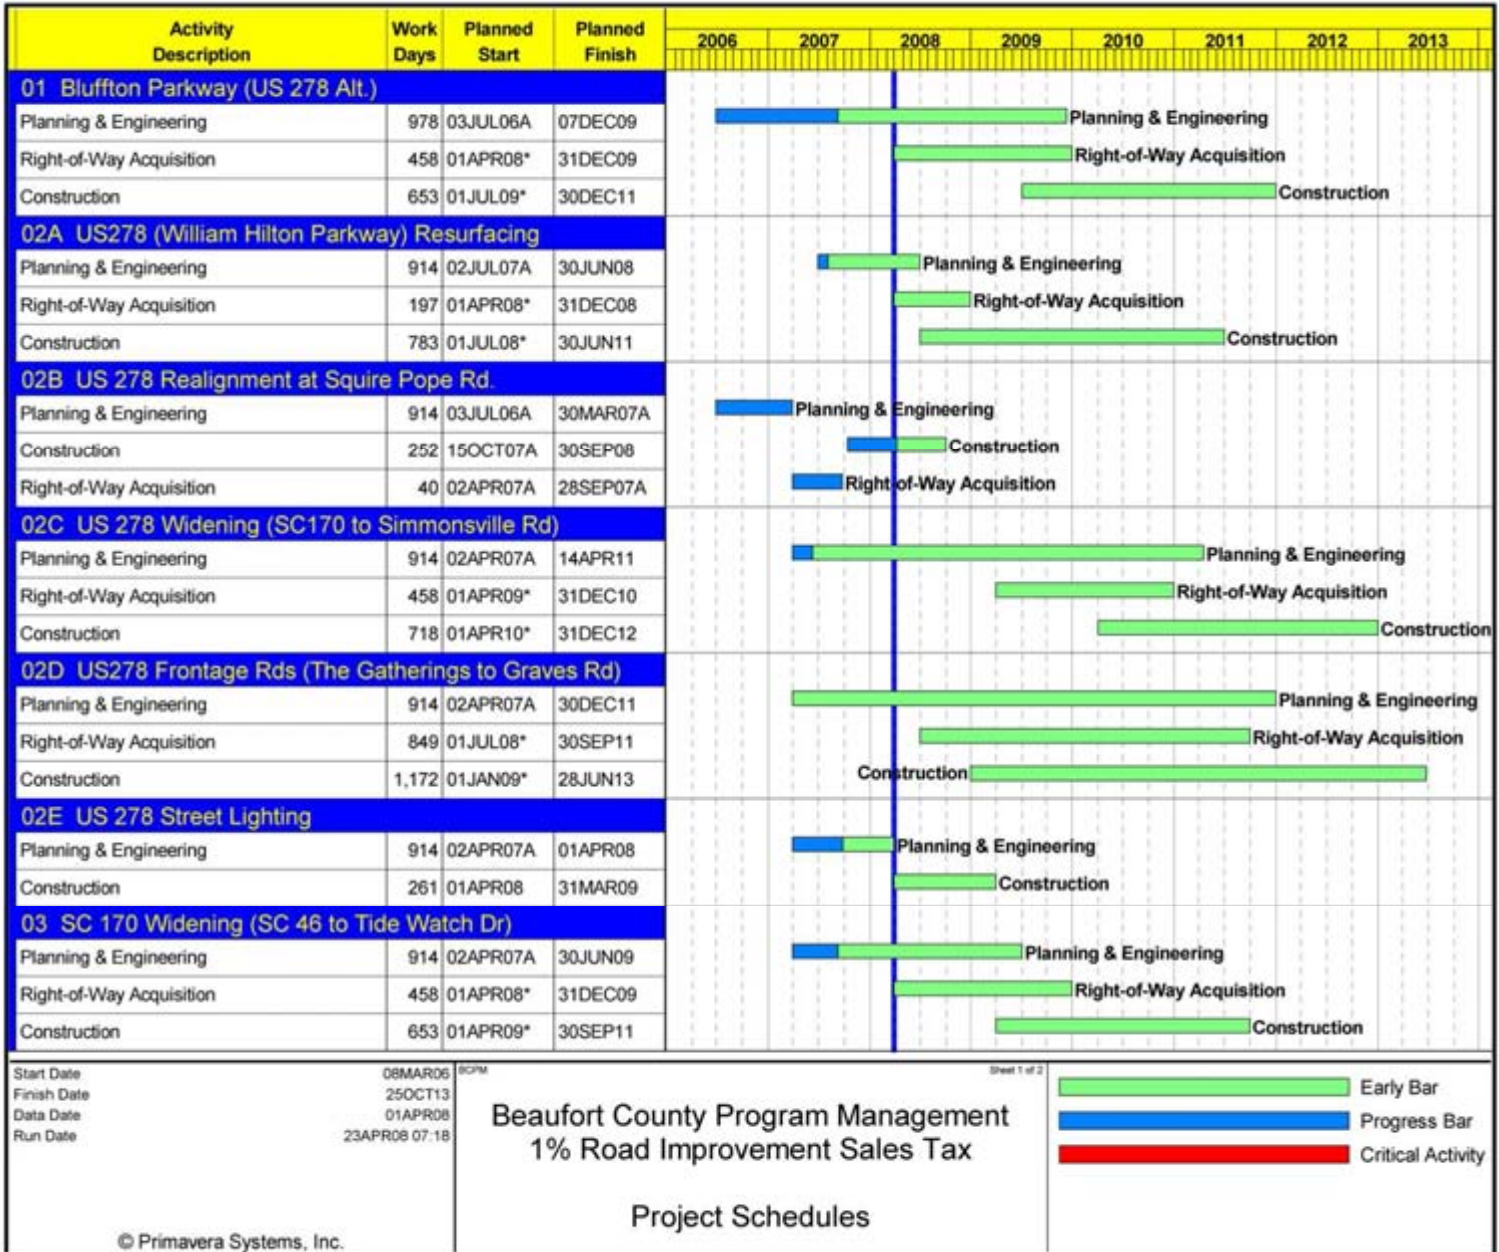 Activity Description Work Days Planned Start Planned Finish
2006 2007 2008 2009 2010 2011 2012 2013
01 Bluffton Parkway (US 278 Alt.)
Planning & Engineering 978 03JUL06A 07DEC09 Planning & Engineering
Right-of-Way Acquisition 458 01APR08* 31DEC09 Right-of-Way Acquisition
Construction 653 01JUL09* 30DEC11 Construction
02A US278 (William Hilton Parkway) Resurfacing
Planning & Engineering 914 02JUL07A 30JUN08 Planning & Engineering
Right-of-Way Acquisition 197 01APR08* 31DEC08 Right-of-Way Acquisition
Construction 783 01JUL08* 30JUN11 Construction
02B US 278 Realignment at Squire Pope Rd.
Planning & Engineering 914 03JUL06A 30MAR07A Planning & Engineering
Construction 252 15OCT07A 30SEP08 Construction
Right-of-Way Acquisition 40 02APR07A 28SEP07A Right-of-Way Acquisition
02C US 278 Widening (SC170 to Simmonsville Rd)
Planning & Engineering 914 02APR07A 14APR11 Planning & Engineering
Right-of-Way Acquisition 458 01APR09* 31DEC10 Right-of-Way Acquisition
Construction 718 01APR10* 31DEC12 Construction
02D US278 Frontage Rds (The Gatherings to Graves Rd)
Planning & Engineering 914 02APR07A 30DEC11 Planning & Engineering
Right-of-Way Acquisition 849 01JUL08* 30SEP11 Right-of-Way Acquisition
Construction 1,172 01JAN09* 28JUN13 Construction
02E US 278 Street Lighting
Planning & Engineering 914 02APR07A 01APR08 Planning & Engineering
Construction 261 01APR08 31MAR09 Construction
03 SC 170 Widening (SC 46 to Tide Watch Dr)
Planning & Engineering 914 02APR07A 30JUN09 Planning & Engineering
Right-of-Way Acquisition 458 01APR08* 31DEC09 Right-of-Way Acquisition
Construction 653 01APR09* 30SEP11 Construction
Start Date 08MAR06
Finish Date 25OCT13
Data Date 01APR08
Run Date 23APR08 07:18
© Primavera Systems, Inc.
BCPM
Sheet 1 of 2
Beaufort County Program Management
1% Road Improvement Sales Tax
Project Schedules
Early Bar
Progress Bar
Critical Activity